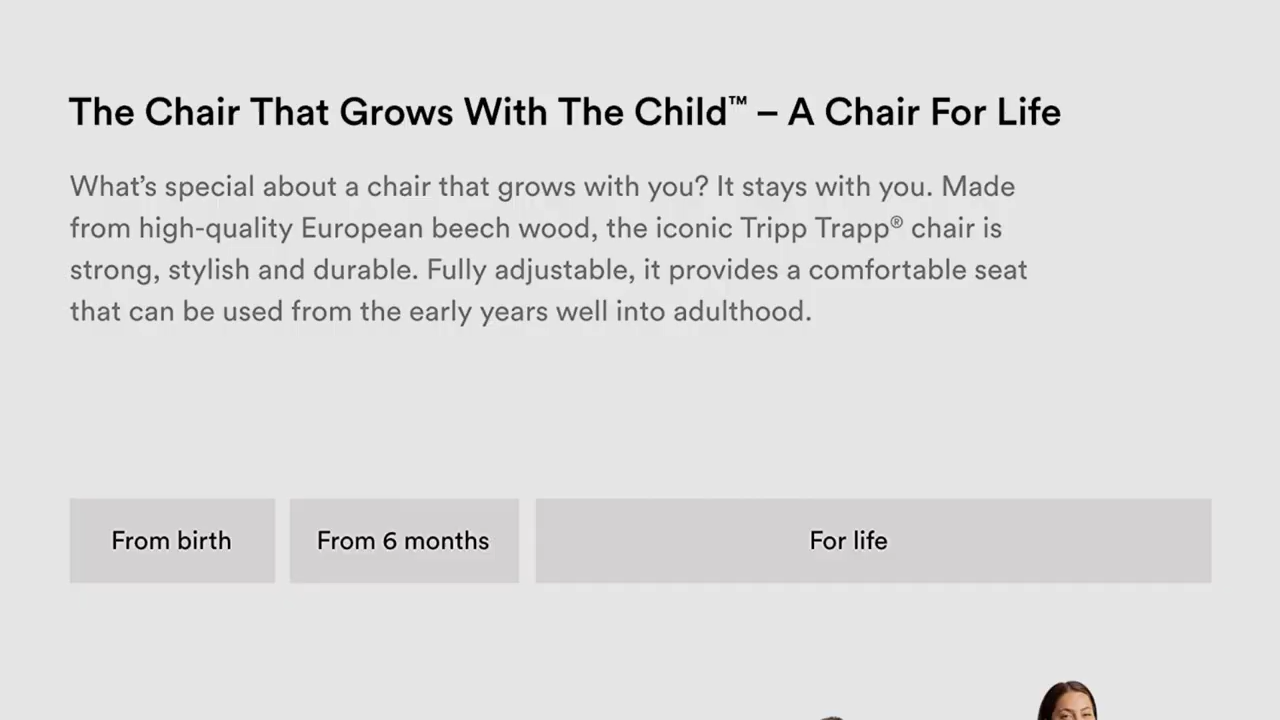 The Chair That Grows With The Child™ – A Chair For Life
What’s special about a chair that grows with you? It stays with you. Made
from high-quality European beech wood, the iconic Tripp Trapp® chair is
strong, stylish and durable. Fully adjustable, it provides a comfortable seat
that can be used from the early years well into adulthood.
From birth
From 6 months
For life